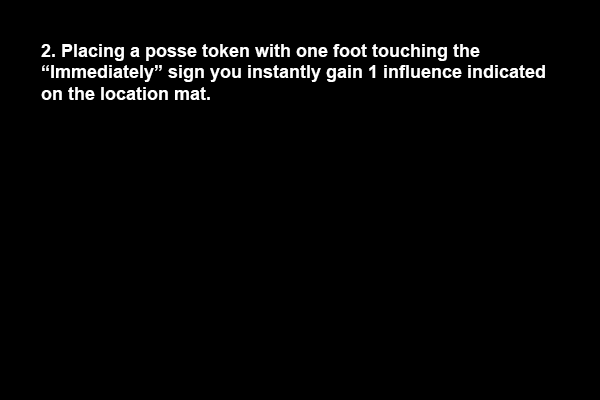 2. Placing a posse token with one foot touching the
“Immediately” sign you instantly gain 1 influence indicated
on the location mat.